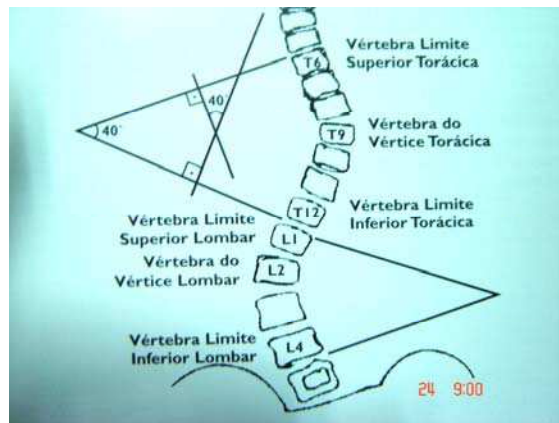 T6
Vértebra Limite
Superior Torácica
40°
40°
T9
Vértebra do
Vértice Torácica
T12
Vértebra Limite
Inferior Torácica
Vértebra Limite
Superior Lombar
L1
Vértebra do
Vértice Lombar
L2
Vértebra Limite
Inferior Lombar
L4
24 9:00